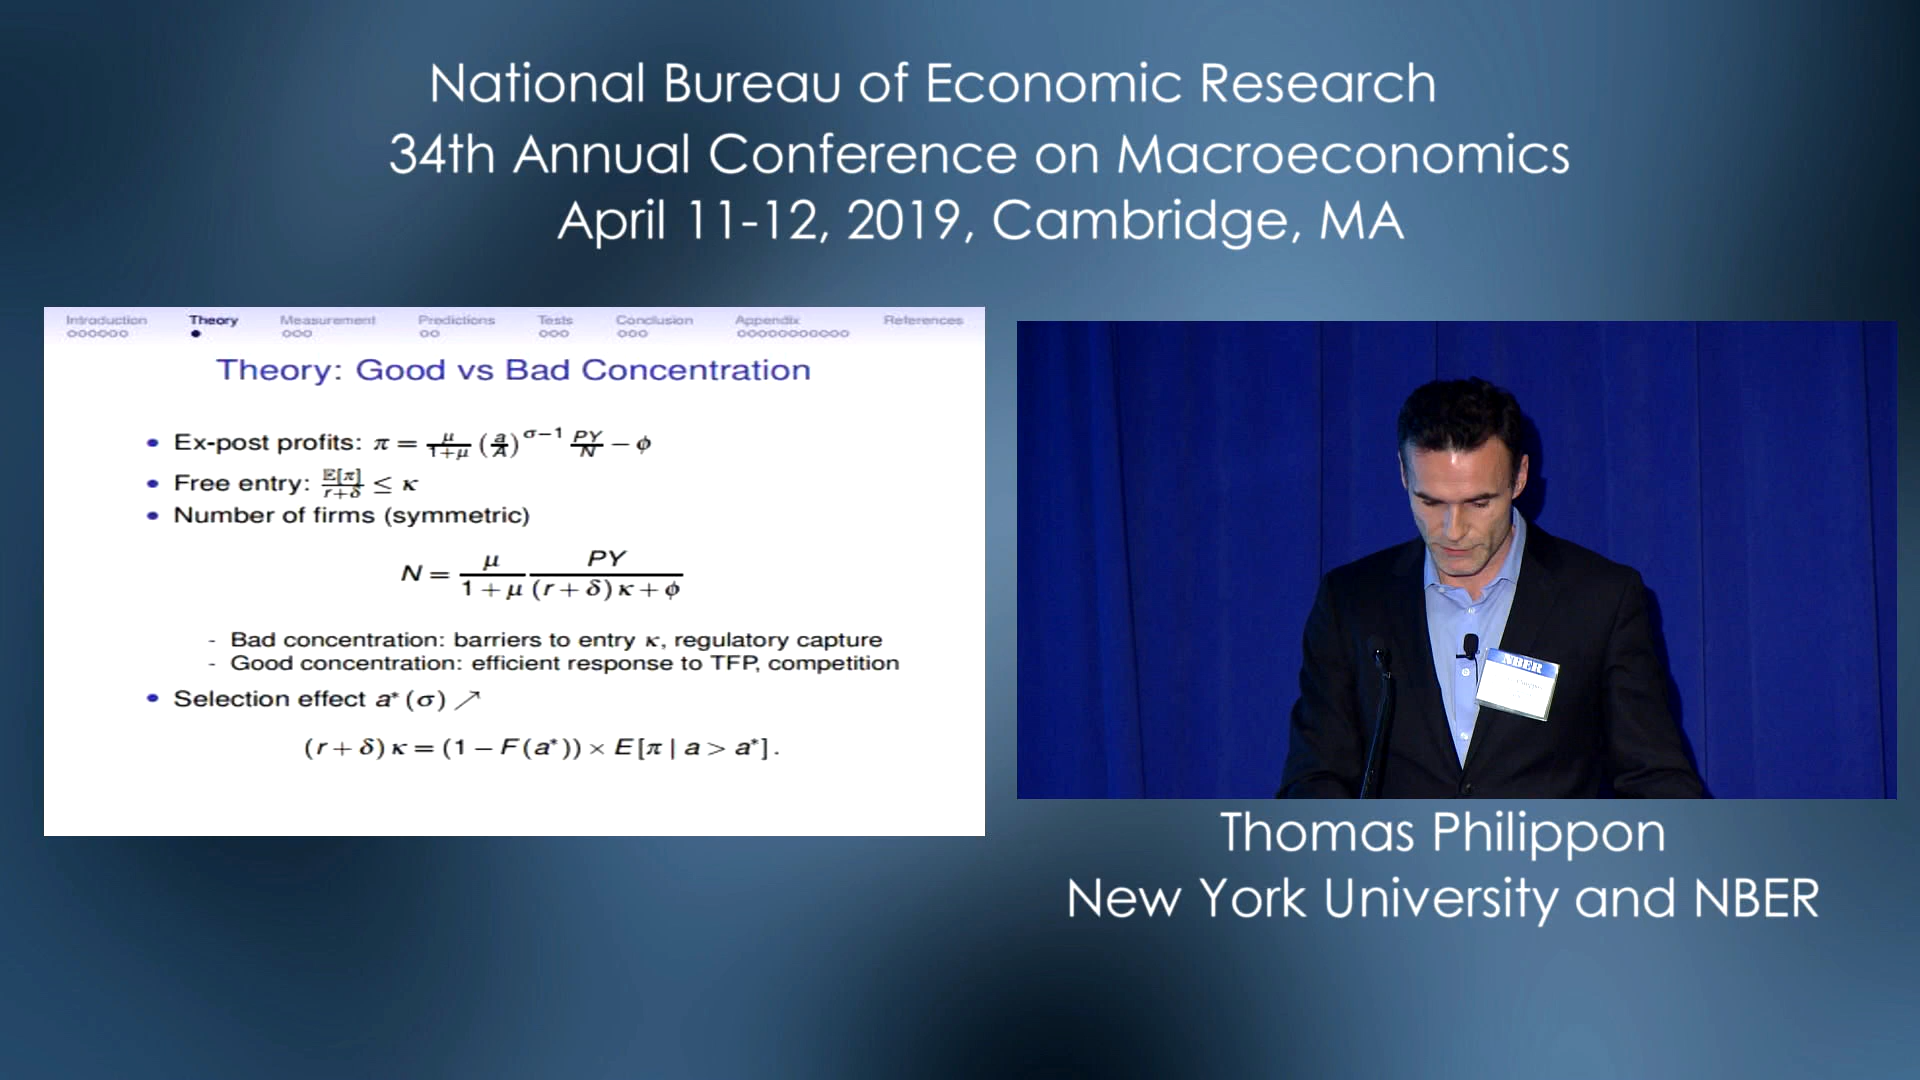 National Bureau of Economic Research
34th Annual Conference on Macroeconomics
April 11-12, 2019, Cambridge, MA
Introduction Theory Measurement Predictions Tests Conclusion Appendix References
Theory: Good vs Bad Concentration
• Ex-post profits: π = μ/1+μ (a/A)^σ−1 PY/N − ϕ
• Free entry: 𝔼[π]/r+δ ≤ κ
• Number of firms (symmetric)
N = μ/1+μ PY/(r+δ)κ+ϕ
- Bad concentration: barriers to entry κ, regulatory capture
- Good concentration: efficient response to TFP, competition
• Selection effect a* (σ) ↗
(r+δ) κ = (1 − F(a*)) × E[π | a > a*].
NBER
Thomas Philippon
New York University and NBER